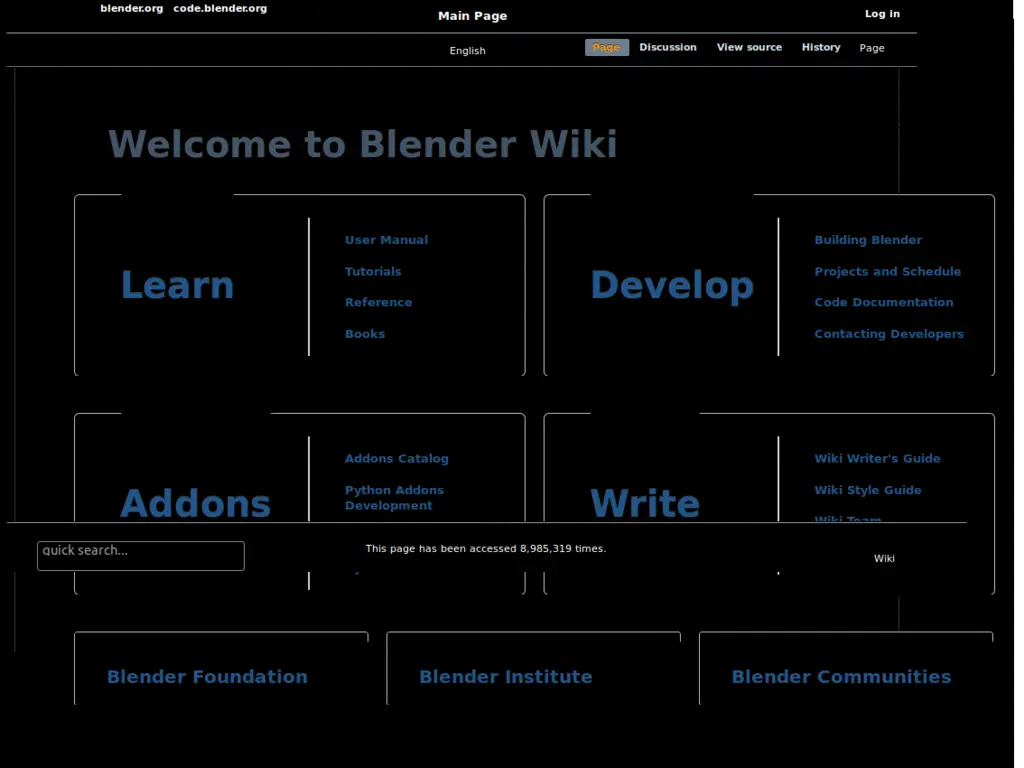 blender.org code.blender.org
Main Page
Log in
English
Page Discussion View source History Page
Welcome to Blender Wiki
Learn
User Manual
Tutorials
Reference
Books
Develop
Building Blender
Projects and Schedule
Code Documentation
Contacting Developers
Addons
Addons Catalog
Python Addons
Development
Write
Wiki Writer's Guide
Wiki Style Guide
Wiki Team
quick search...
This page has been accessed 8,985,319 times.
Wiki
Blender Foundation
Blender Institute
Blender Communities